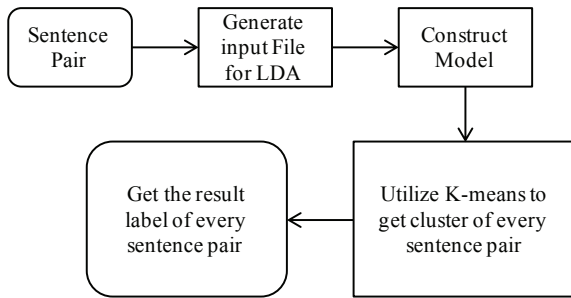 Sentence
Pair
Generate
input File
for LDA
Construct
Model
Utilize K-means to
get cluster of every
sentence pair
Get the result
label of every
sentence pair